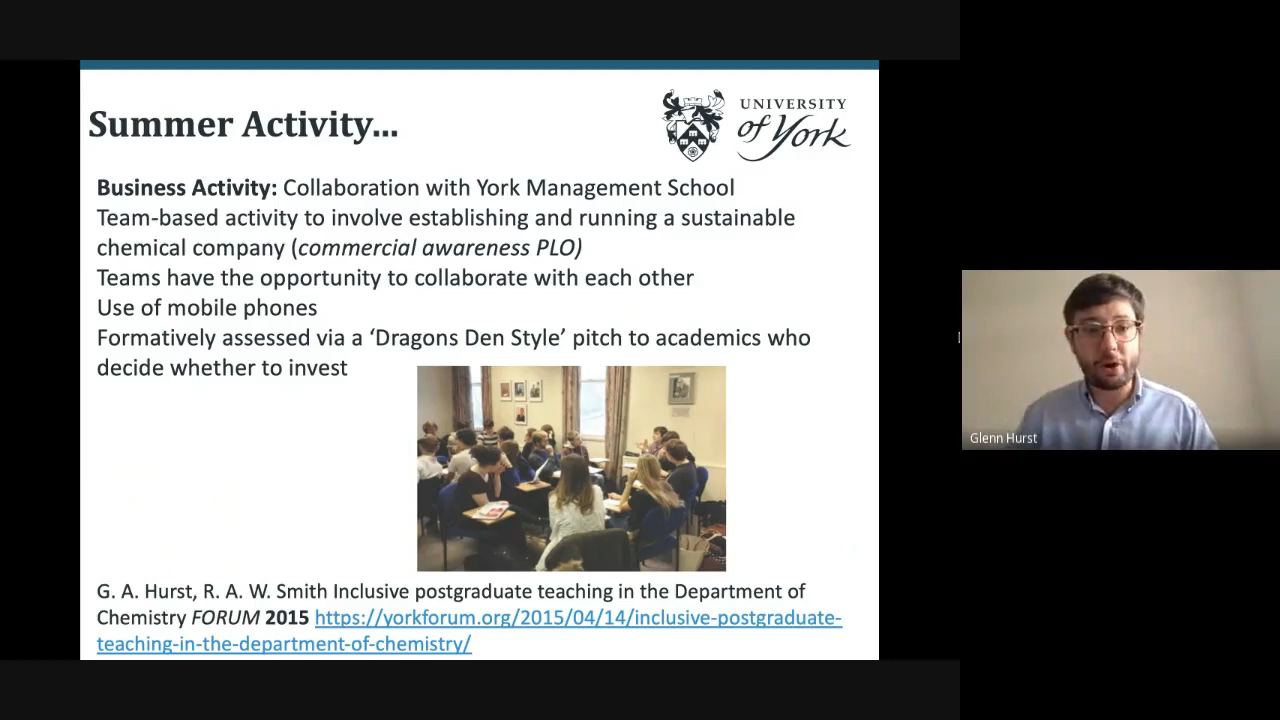 Summer Activity...
UNIVERSITY
of York
Business Activity: Collaboration with York Management School
Team-based activity to involve establishing and running a sustainable
chemical company (commercial awareness PLO)
Teams have the opportunity to collaborate with each other
Use of mobile phones
Formatively assessed via a ‘Dragons Den Style’ pitch to academics who
decide whether to invest
G. A. Hurst, R. A. W. Smith Inclusive postgraduate teaching in the Department of
Chemistry FORUM 2015 https://yorkforum.org/2015/04/14/inclusive-postgraduate-
teaching-in-the-department-of-chemistry/
Glenn Hurst